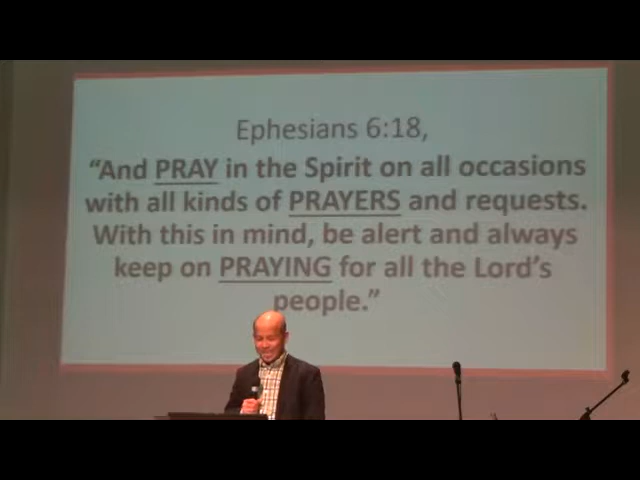 Ephesians 6:18,
“And PRAY in the Spirit on all occasions
with all kinds of PRAYERS and requests.
With this in mind, be alert and always
keep on PRAYING for all the Lord’s
people.”